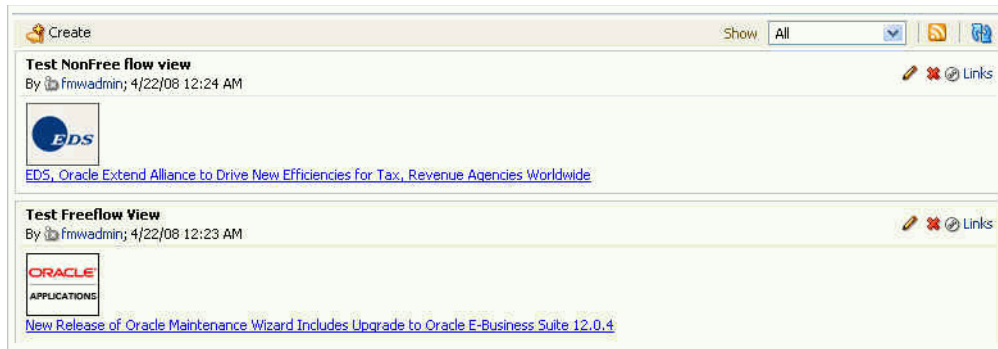 Create Show All
Test NonFree flow view
By fmwadmin; 4/22/08 12:24 AM Links
EDS
EDS, Oracle Extend Alliance to Drive New Efficiencies for Tax, Revenue Agencies Worldwide
Test Freeflow View
By fmwadmin; 4/22/08 12:23 AM Links
ORACLE
APPLICATIONS
New Release of Oracle Maintenance Wizard Includes Upgrade to Oracle E-Business Suite 12.0.4